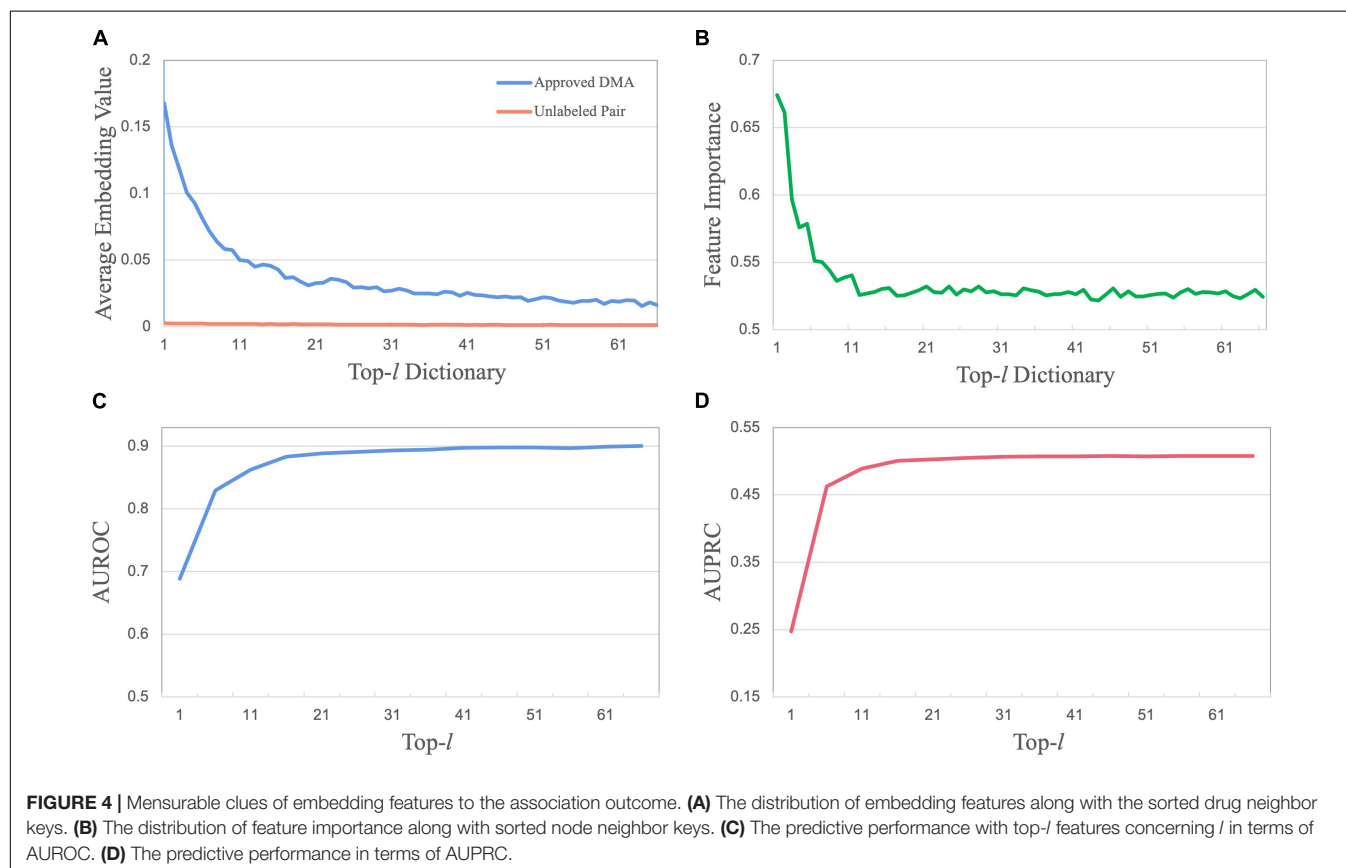 A
0.2
0.15
0.1
0.05
0
Average Embedding Value
Approved DMA
Unlabeled Pair
1 11 21 31 41 51 61
Top-l Dictionary
B
0.7
0.65
0.6
0.55
0.5
Feature Importance
1 11 21 31 41 51 61
Top-l Dictionary
C
0.9
0.8
0.7
0.6
0.5
AUROC
1 11 21 31 41 51 61
Top-l
D
0.55
0.45
0.35
0.25
0.15
AUPRC
1 11 21 31 41 51 61
Top-l
FIGURE 4 | Mensurable clues of embedding features to the association outcome. (A) The distribution of embedding features along with the sorted drug neighbor
keys. (B) The distribution of feature importance along with sorted node neighbor keys. (C) The predictive performance with top-l features concerning l in terms of
AUROC. (D) The predictive performance in terms of AUPRC.